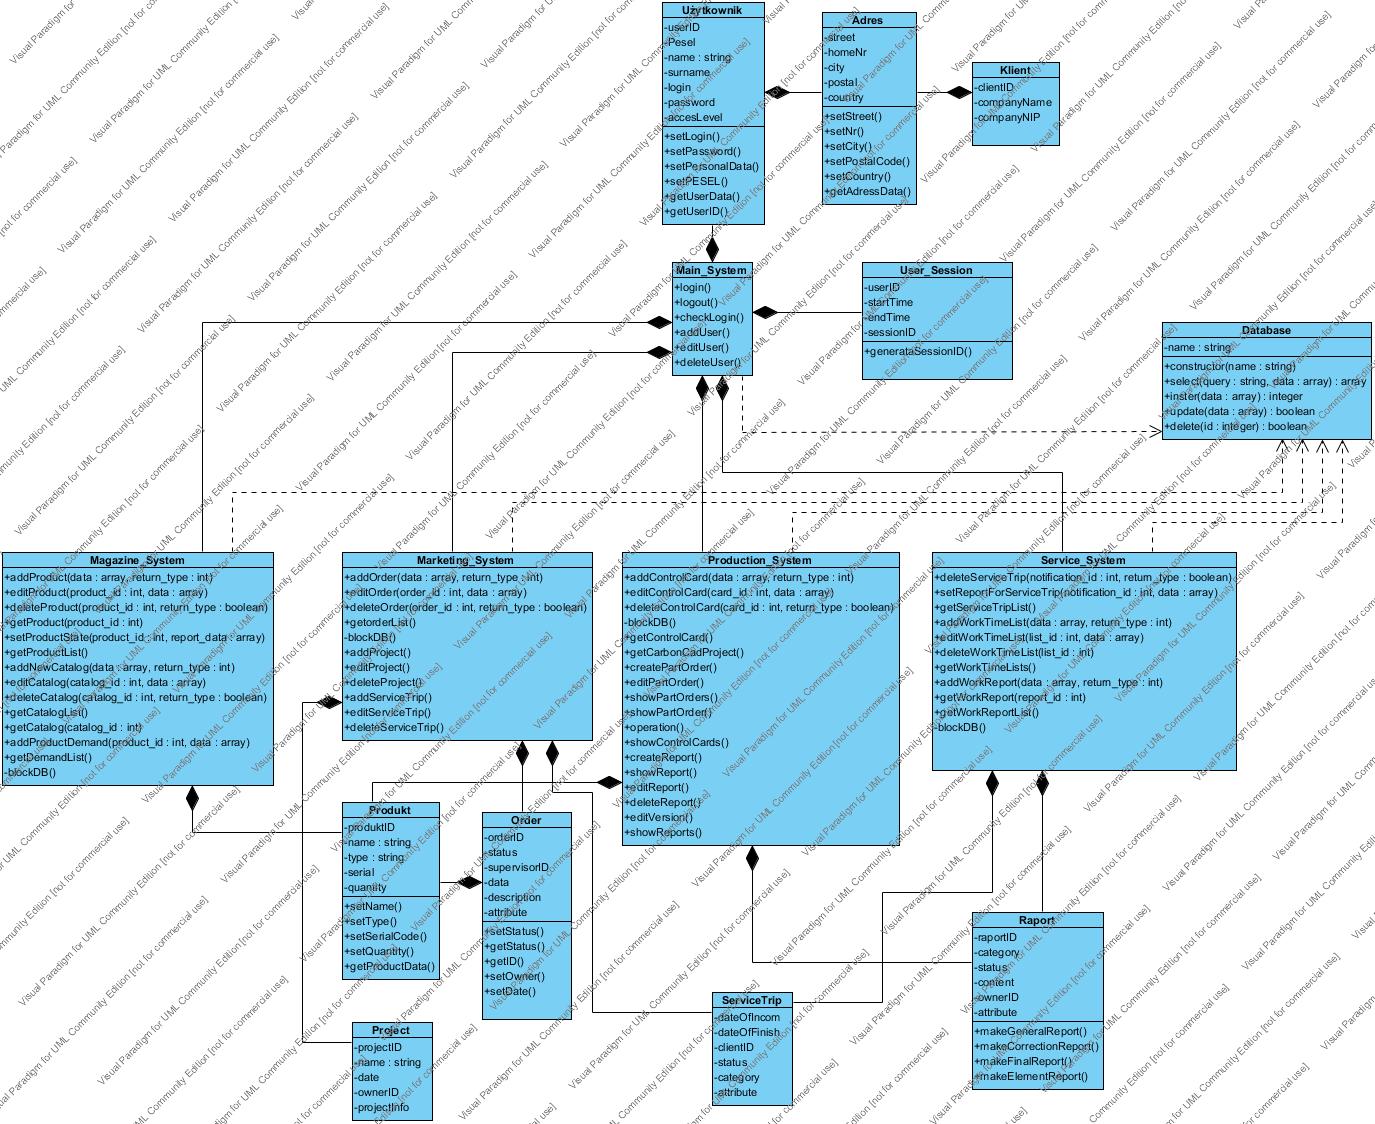 Użytkownik
-userID
-Pesel
-name : string
-surname
-login
-password
-accesLevel
+setLogin()
+setPassword()
+setPersonalData()
+setPESEL()
+getUserData()
+getUserID()
Adres
-street
-homeNr
-city
-postal
-country
+setStreet()
+setNr()
+setCity()
+setPostalCode()
+setCountry()
+getAdressData()
Klient
-clientID
-companyName
-companyNIP
Main_System
+login()
+logout()
+checkLogin()
+addUser()
+editUser()
+deleteUser()
User_Session
-userID
-startTime
-endTime
-sessionID
+generataSessionID()
Database
-name : string
+constructor(name : string)
+select(query : string, data : array) : array
+inster(data : array) : integer
+update(data : array) : boolean
+delete(id : integer) : boolean
Magazine_System
+addProduct(data : array, return_type : int)
+editProduct(product_id : int, data : array)
+deleteProduct(product_id : int, return_type : boolean)
+getProduct(product_id : int)
+setProductState(product_id : int, report_data : array)
+getProductList()
+addNewCatalog(data : array, return_type : int)
+editCatalog(catalog_id : int, data : array)
+deleteCatalog(catalog_id : int, return_type : boolean)
+getCatalogList()
+getCatalog(catalog_id : int)
+addProductDemand(product_id : int, data : array)
+getDemandList()
-blockDB()
Marketing_System
+addOrder(data : array, return_type : int)
+editOrder(order_id : int, data : array)
+deleteOrder(order_id : int, return_type : boolean)
+getorderList()
-blockDB()
+addProject()
+editProject()
+deleteProject()
+addServiceTrip()
+editServiceTrip()
+deleteServiceTrip()
Production_System
+addControlCard(data : array, return_type : int)
+editControlCard(card_id : int, data : array)
+deleteControlCard(card_id : int, return_type : boolean)
-blockDB()
+getControlCard()
+getCarbonCadProject()
+createPartOrder()
+editPartOrder()
+showPartOrders()
+showPartOrder()
+operation()
+showControlCards()
+createReport()
+showReport()
+editReport()
+deleteReport()
+editVersion()
+showReports()
Service_System
+deleteServiceTrip(notification_id : int, return_type : boolean)
+setReportForServiceTrip(notification_id : int, data : array)
+getServiceTripList()
+addWorkTimeList(data : array, return_type : int)
+editWorkTimeList(list_id : int, data : array)
+deleteWorkTimeList(list_id : int)
+getWorkTimeLists()
+addWorkReport(data : array, return_type : int)
+getWorkReport(report_id : int)
+getWorkReportList()
-blockDB()
Produkt
-produktID
-name : string
-type : string
-serial
-quantity
+setName()
+setType()
+setSerialCode()
+setQuantity()
+getProductData()
Order
-orderID
-status
-supervisorID
-data
-description
-attribute
+setStatus()
+getStatus()
+getID()
+setOwner()
+setDate()
Raport
-raportID
-category
-status
-content
-ownerID
-attribute
+makeGeneralReport()
+makeCorrectionReport()
+makeFinalReport()
+makeElementReport()
ServiceTrip
-dateOfIncom
-dateOfFinish
-clientID
-status
-category
-attribute
Project
-projectID
-name : string
-date
-ownerID
-projectInfo
Visual Paradigm for UML Community Edition [not for commercial use]